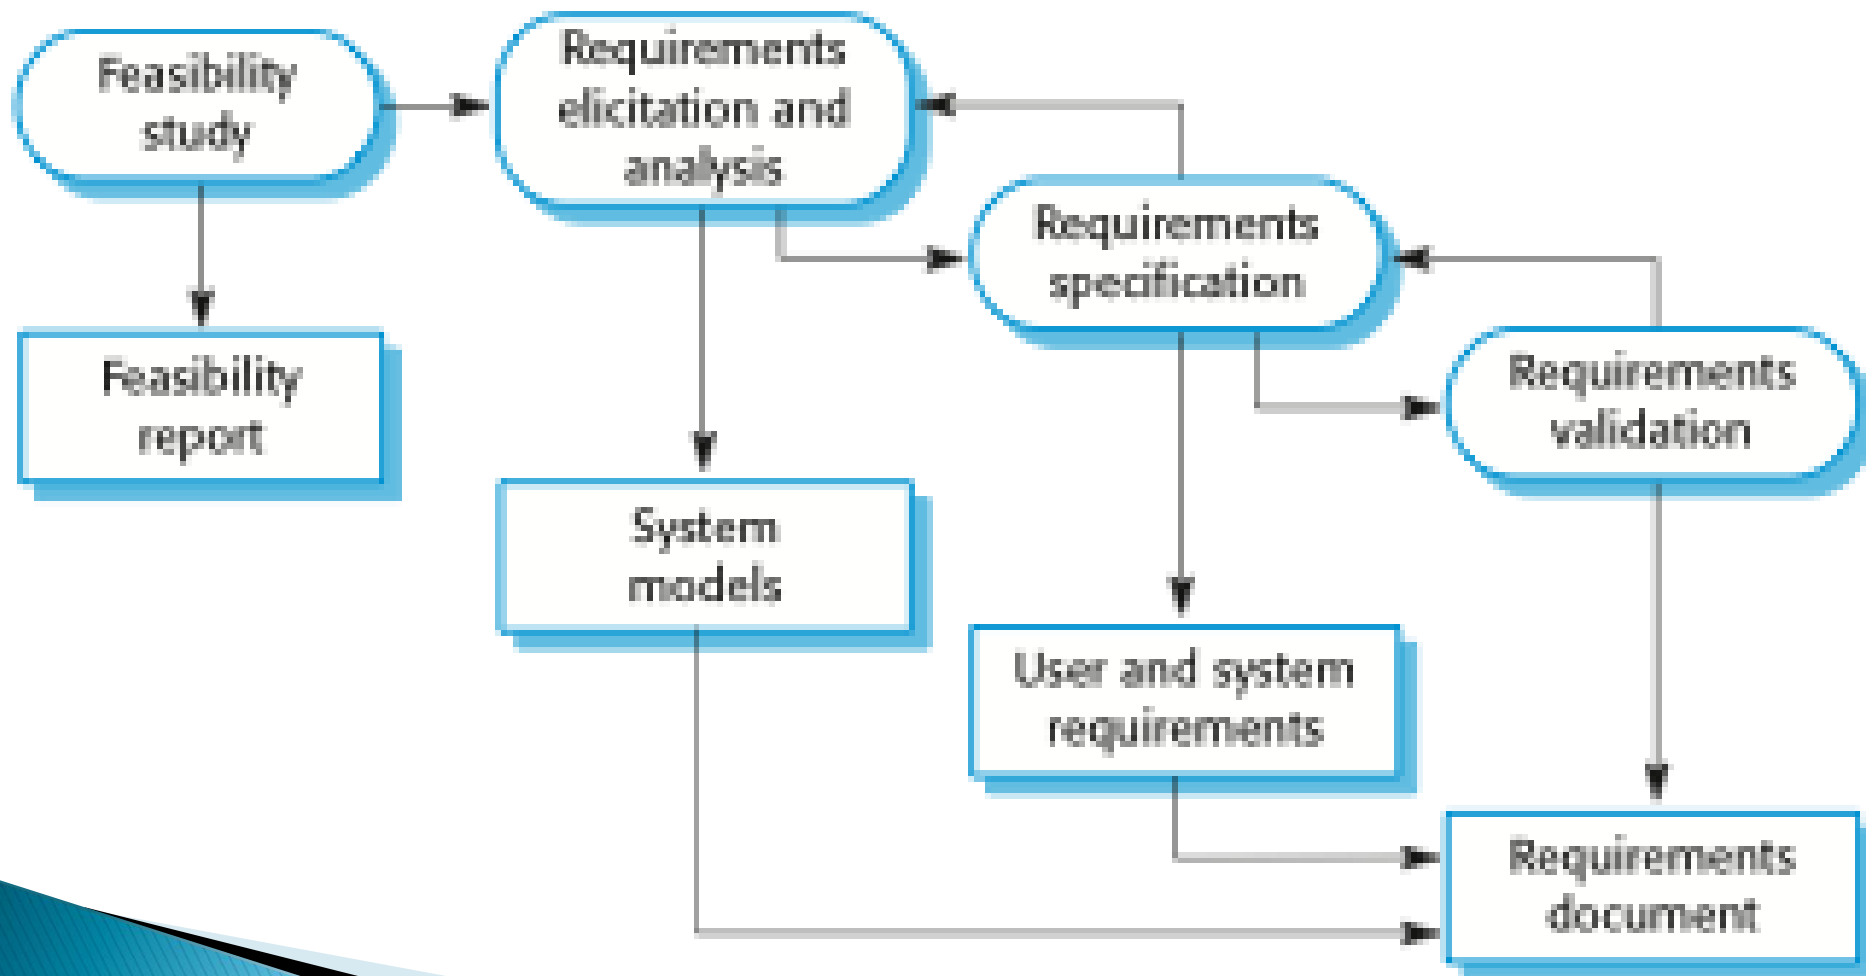 Feasibility
study
Requirements
elicitation and
analysis
Requirements
specification
Requirements
validation
Feasibility
report
System
models
User and system
requirements
Requirements
document